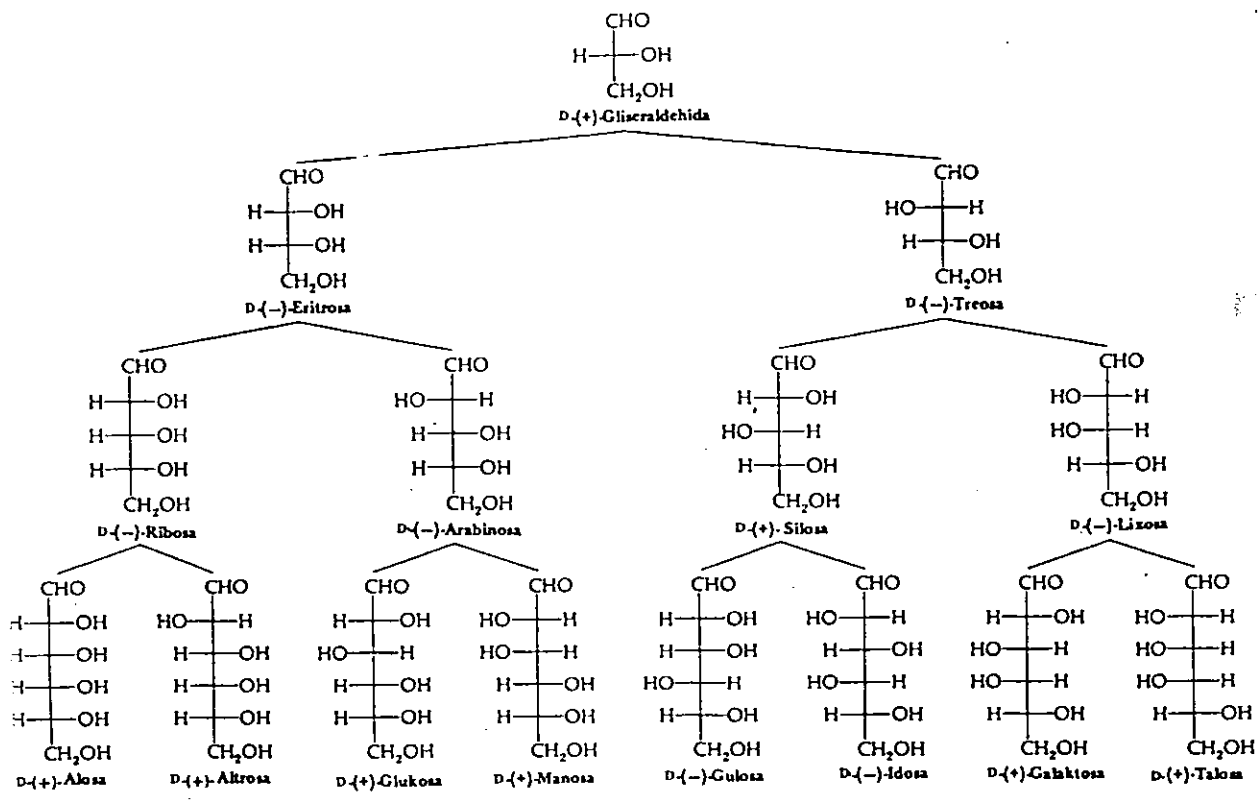 CHO
H OH
CH₂OH
D-(+)-Gliseraldehida
CHO CHO
H OH HO H
H OH H OH
CH₂OH CH₂OH
D-(−)-Eritrosa D-(−)-Treosa
CHO CHO CHO CHO
H OH HO H H OH HO H
H OH H OH HO H HO H
H OH H OH H OH H OH
CH₂OH CH₂OH CH₂OH CH₂OH
D-(−)-Ribosa D-(−)-Arabinosa D-(+)-Silosa D-(−)-Lixosa
CHO CHO CHO CHO CHO CHO CHO CHO
H OH HO H H OH HO H H OH HO H H OH HO H
H OH H OH HO H HO H H OH H OH HO H HO H
H OH H OH H OH H OH HO H HO H HO H HO H
H OH H OH H OH H OH H OH H OH H OH H OH
CH₂OH CH₂OH CH₂OH CH₂OH CH₂OH CH₂OH CH₂OH CH₂OH
D-(+)-Alosa D-(+)-Altrosa D-(+)-Glukosa D-(+)-Manosa D-(−)-Gulosa D-(−)-Idosa D-(+)-Galaktosa D-(+)-Talosa